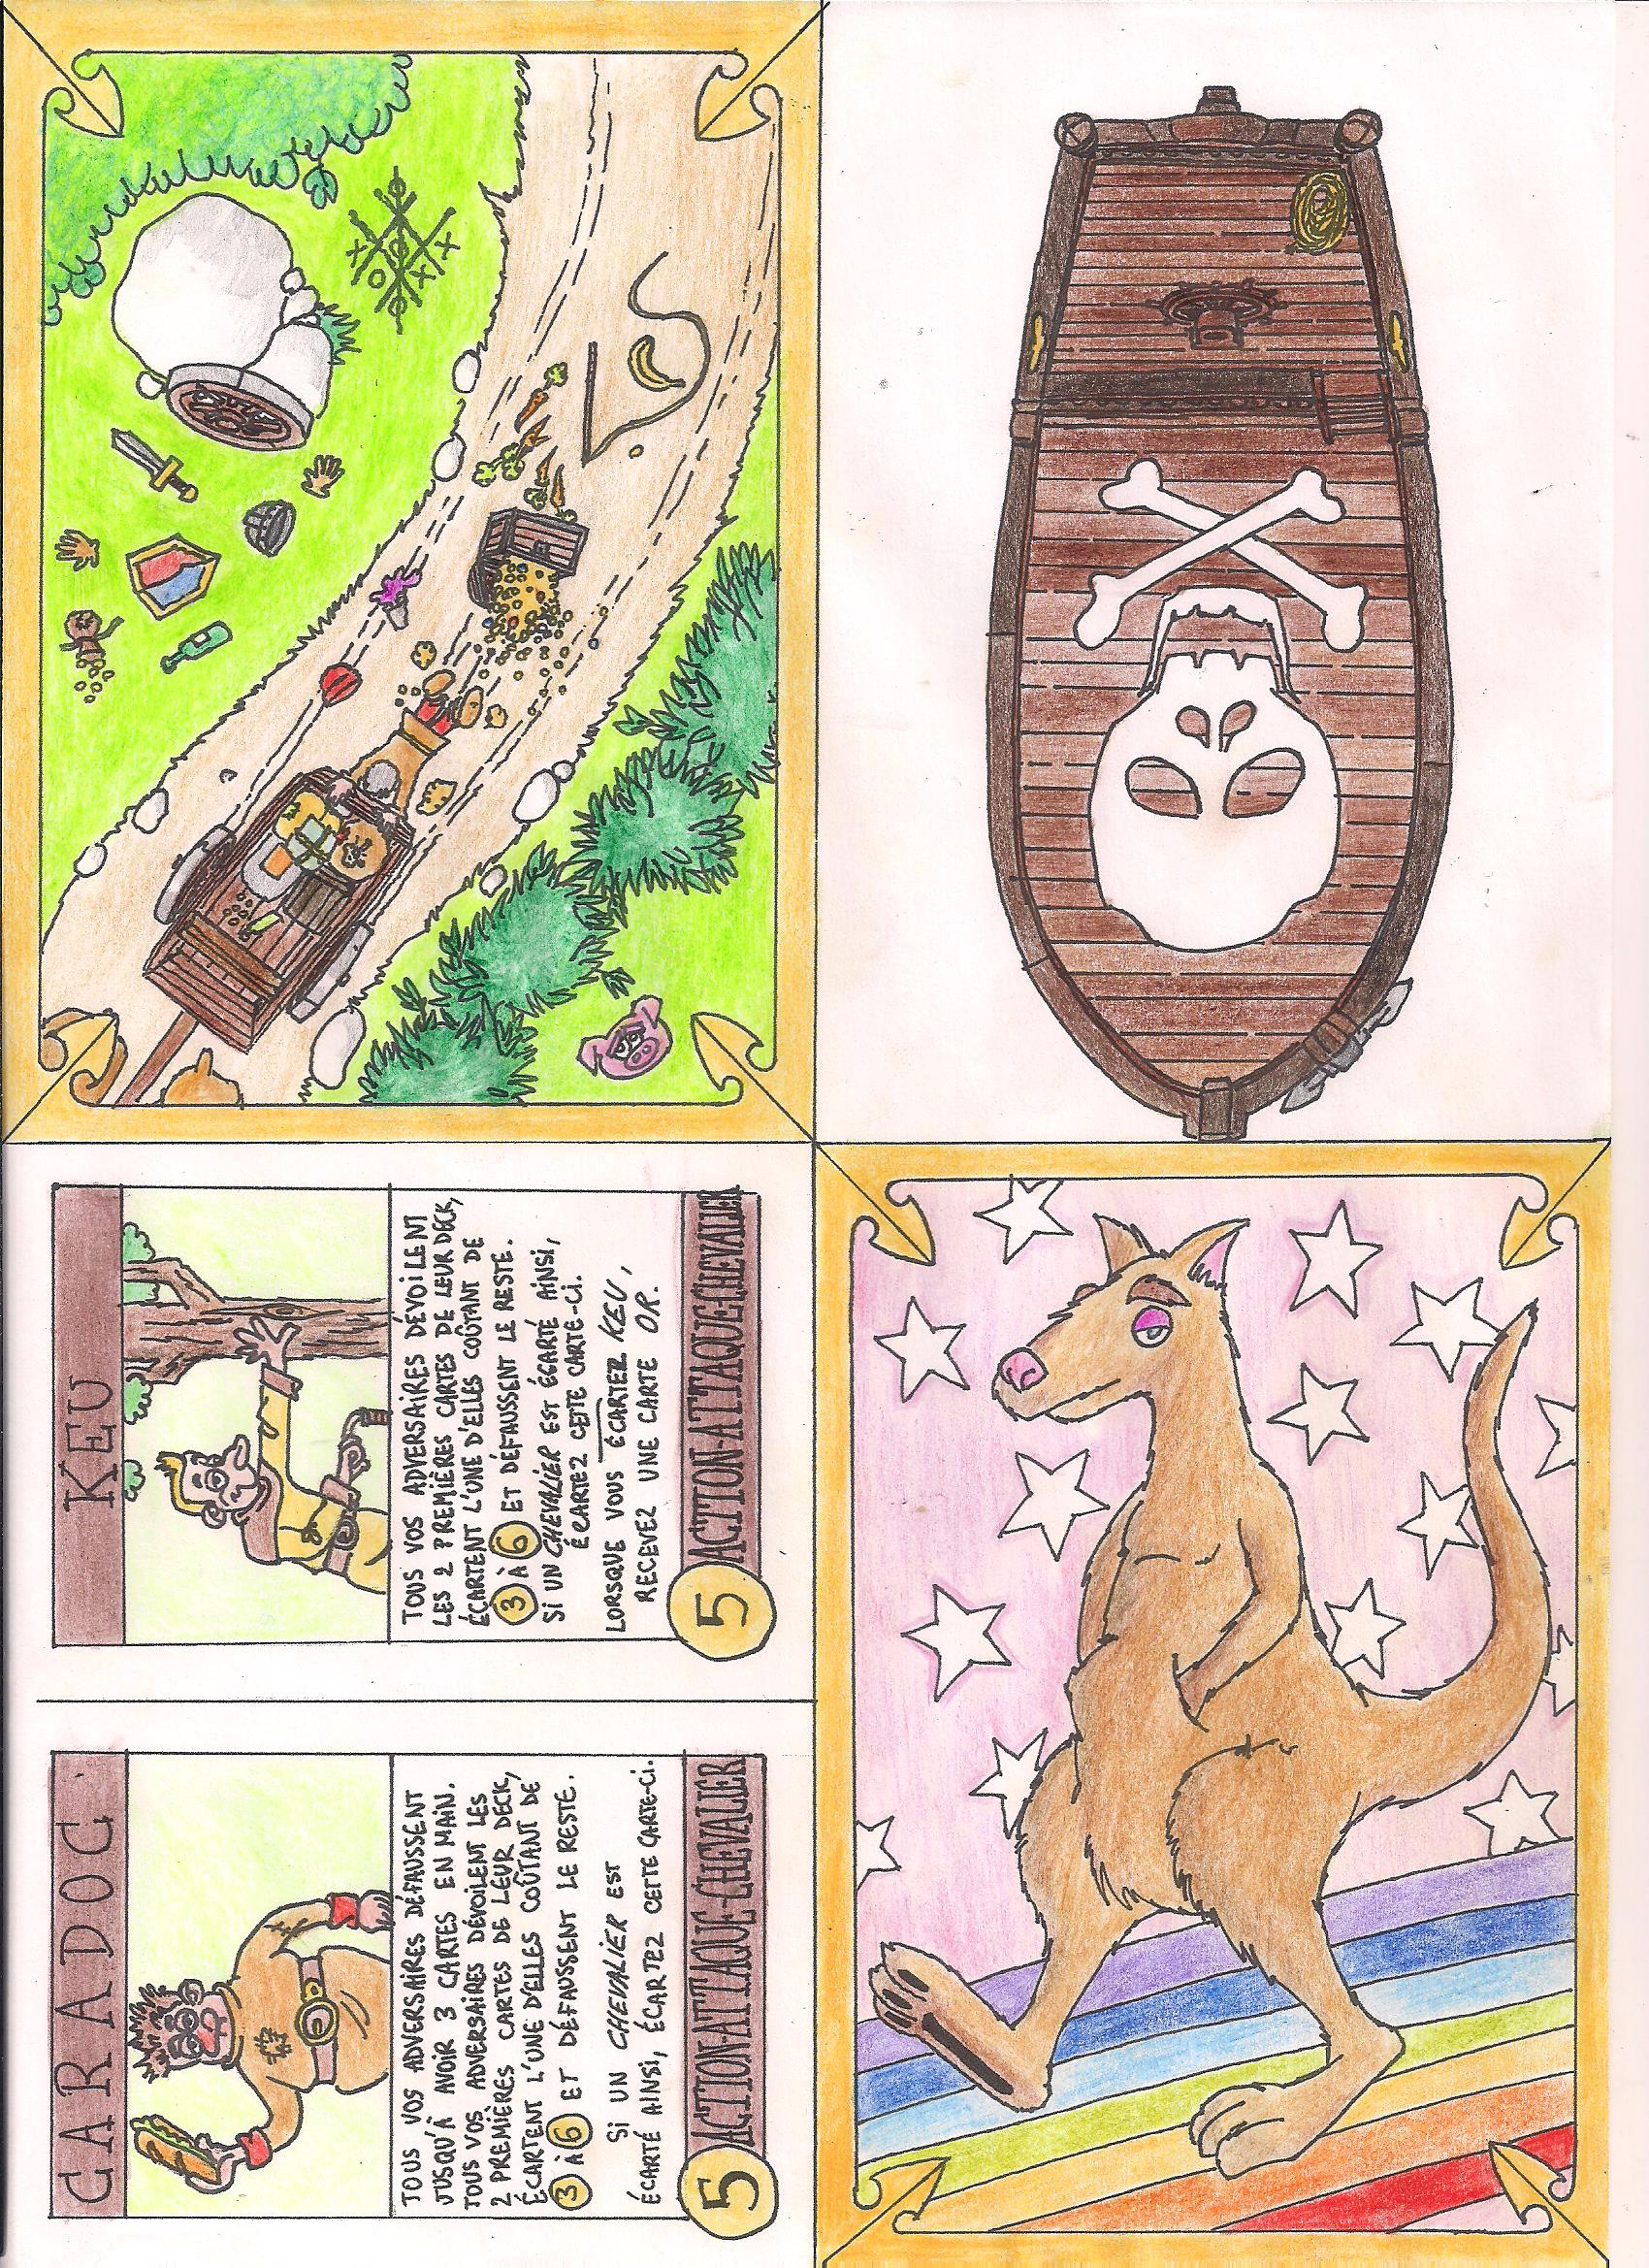 KEU
TOUS VOS ADVERSAIRES DÉVOILENT
LES 2 PREMIÈRES CARTES DE LEUR DECK,
ÉCARTENT L'UNE D'ELLES COÛTANT DE
3 À 6 ET DÉFAUSSENT LE RESTE.
SI UN CHEVALIER EST ÉCARTÉ AINSI,
ÉCARTEZ CETTE CARTE-CI.
LORSQUE VOUS ÉCARTEZ KEU,
RECEVEZ UNE CARTE OR.
5 ACTION-ATTAQUE-CHEVALIER
CARADOC
TOUS VOS ADVERSAIRES DÉFAUSSENT
JUSQU'À AVOIR 3 CARTES EN MAIN.
TOUS VOS ADVERSAIRES DÉVOILENT LES
2 PREMIÈRES CARTES DE LEUR DECK,
ÉCARTENT L'UNE D'ELLES COÛTANT DE
3 À 6 ET DÉFAUSSENT LE RESTE.
SI UN CHEVALIER EST
ÉCARTÉ AINSI, ÉCARTEZ CETTE CARTE-CI.
5 ACTION-ATTAQUE-CHEVALIER